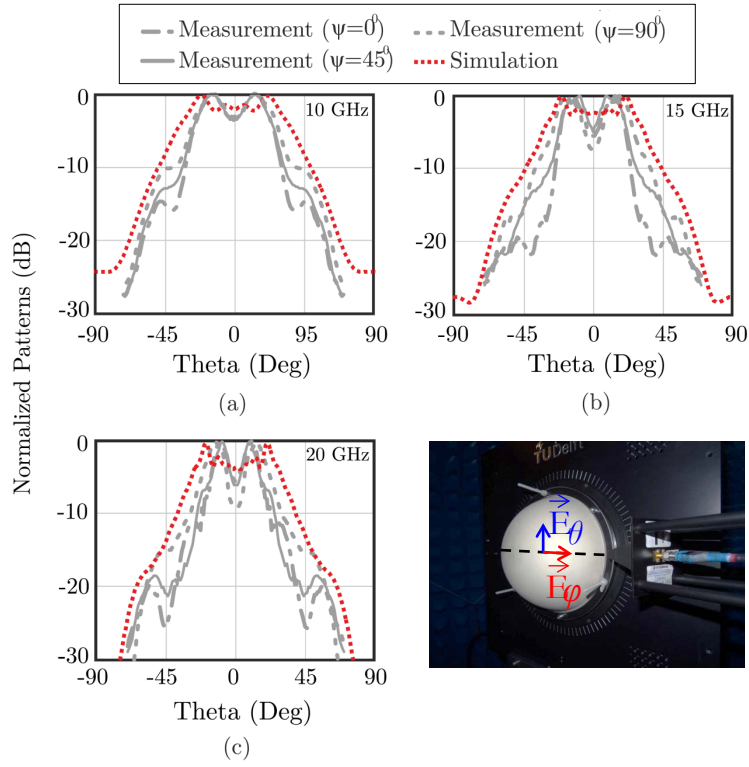 Measurement (ψ=0⁰) Measurement (ψ=90⁰)
Measurement (ψ=45⁰) Simulation
Normalized Patterns (dB)
0
-10
-20
-30
10 GHz
-90 -45 0 95 90
Theta (Deg)
(a)
0
-10
-20
-30
15 GHz
-90 -45 0 45 90
Theta (Deg)
(b)
0
-10
-20
-30
20 GHz
-90 -45 0 45 90
Theta (Deg)
(c)
TUDelft
E⃗θ
E⃗φ